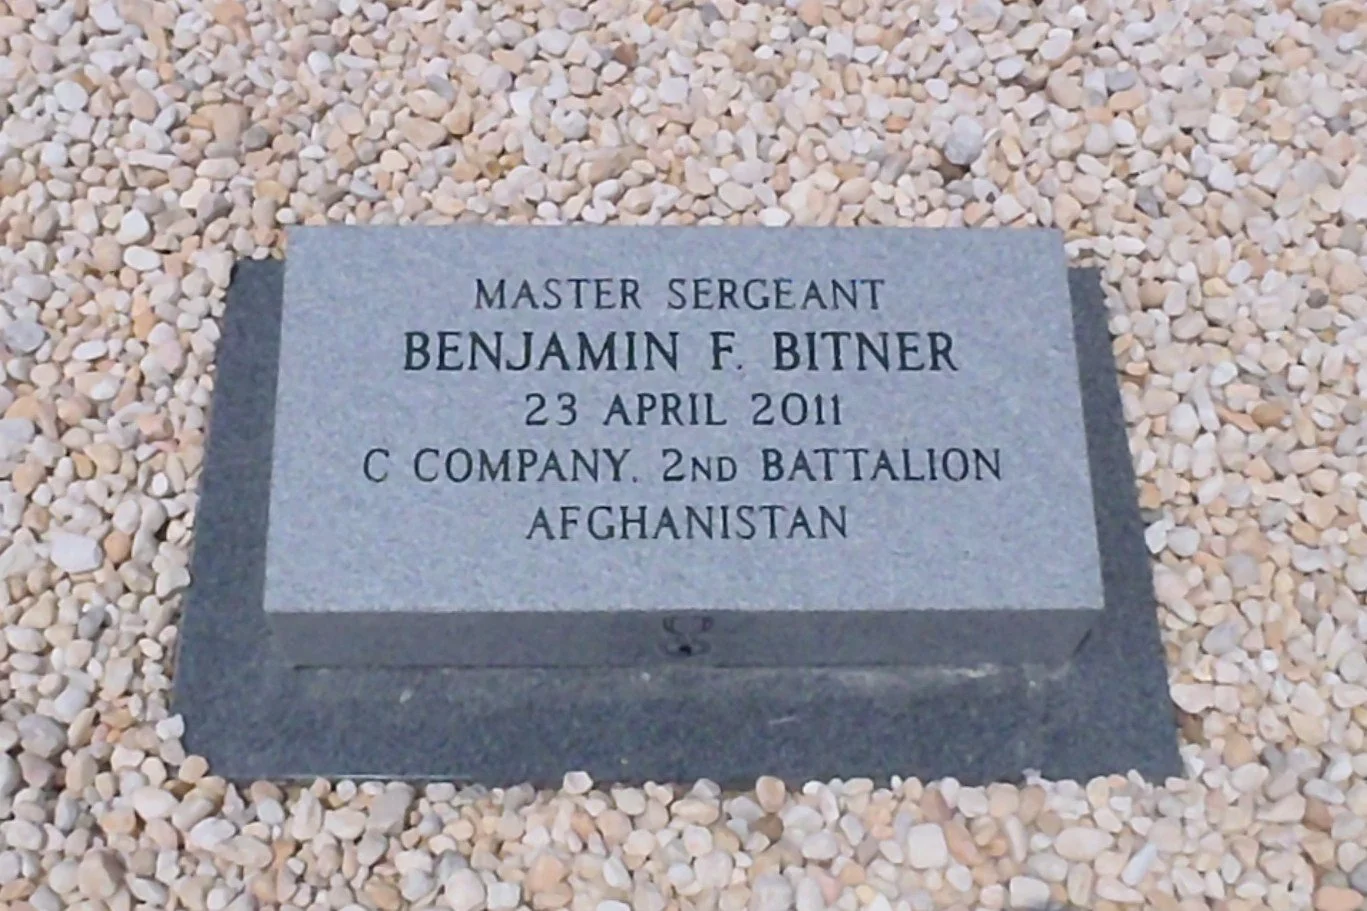 MASTER SERGEANT
BENJAMIN F. BITNER
23 APRIL 2011
C COMPANY, 2ND BATTALION
AFGHANISTAN